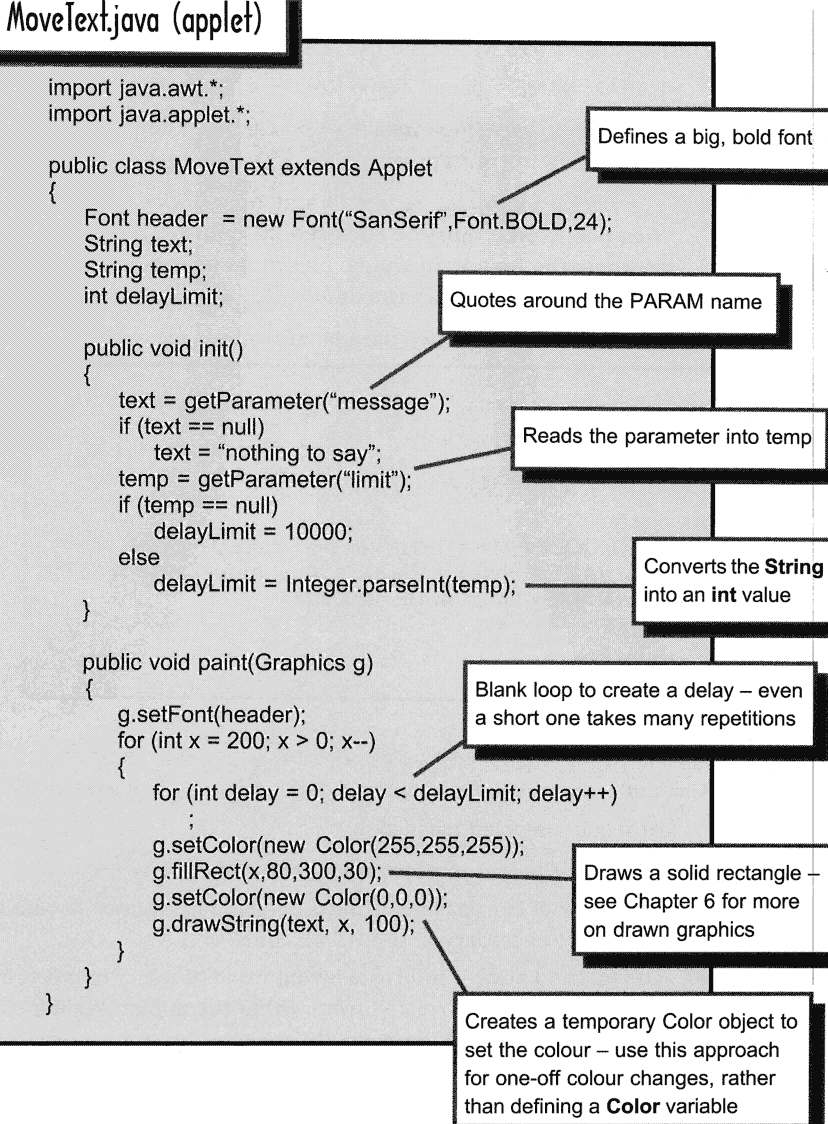 MoveText.java (applet)
import java.awt.*;
import java.applet.*;
public class MoveText extends Applet
{
Font header = new Font(“SanSerif”,Font.BOLD,24);
String text;
String temp;
int delayLimit;
public void init()
{
text = getParameter(“message”);
if (text == null)
text = “nothing to say”;
temp = getParameter(“limit”);
if (temp == null)
delayLimit = 10000;
else
delayLimit = Integer.parseInt(temp);
}
public void paint(Graphics g)
{
g.setFont(header);
for (int x = 200; x > 0; x--)
{
for (int delay = 0; delay < delayLimit; delay++)
;
g.setColor(new Color(255,255,255));
g.fillRect(x,80,300,30);
g.setColor(new Color(0,0,0));
g.drawString(text, x, 100);
}
}
}
Defines a big, bold font
Quotes around the PARAM name
Reads the parameter into temp
Converts the String
into an int value
Blank loop to create a delay – even
a short one takes many repetitions
Draws a solid rectangle –
see Chapter 6 for more
on drawn graphics
Creates a temporary Color object to
set the colour – use this approach
for one-off colour changes, rather
than defining a Color variable